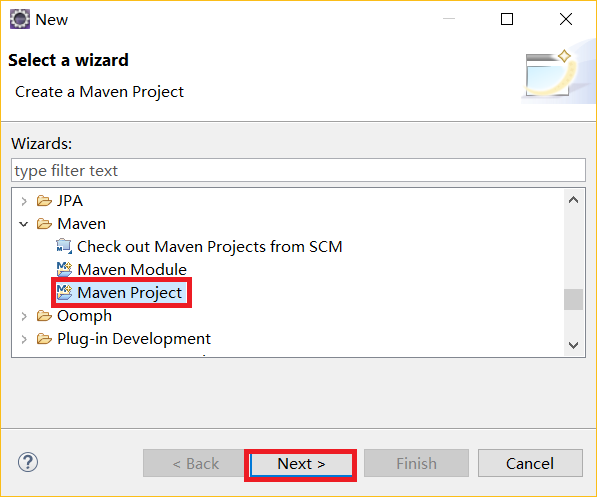 New
Select a wizard
Create a Maven Project
Wizards:
type filter text
JPA
Maven
Check out Maven Projects from SCM
Maven Module
Maven Project
Oomph
Plug-in Development
< Back
Next >
Finish
Cancel